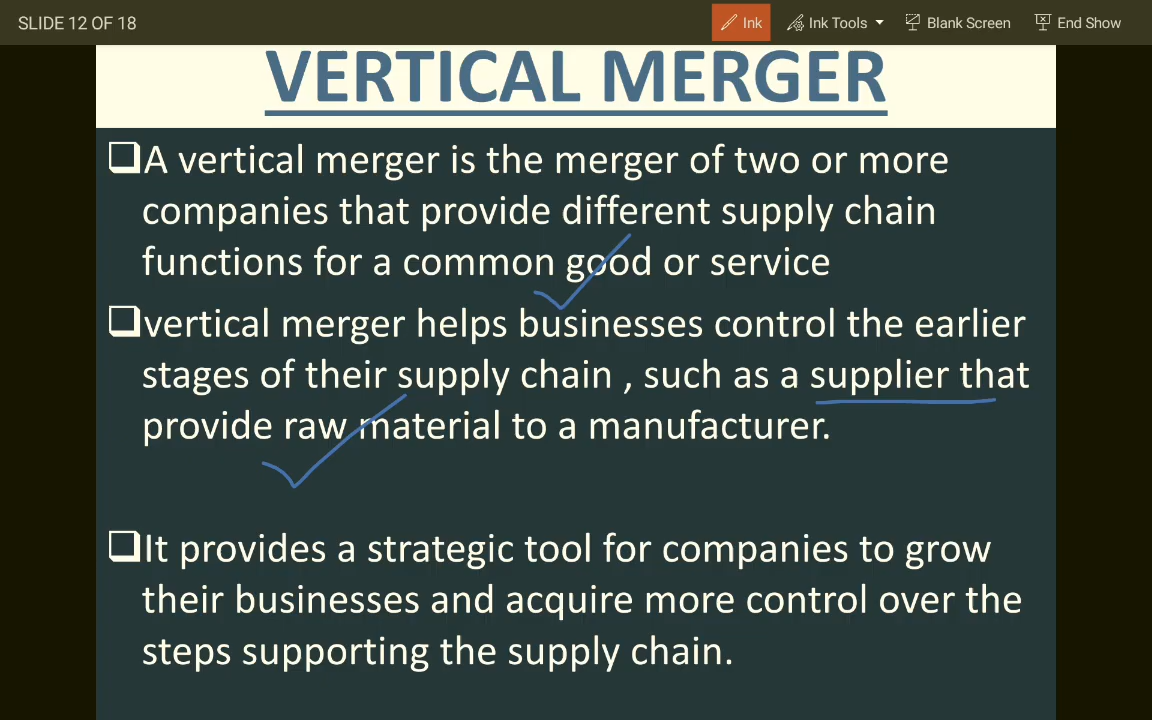 SLIDE 12 OF 18
Ink
Ink Tools
Blank Screen
End Show
VERTICAL MERGER
A vertical merger is the merger of two or more
companies that provide different supply chain
functions for a common good or service
vertical merger helps businesses control the earlier
stages of their supply chain , such as a supplier that
provide raw material to a manufacturer.
It provides a strategic tool for companies to grow
their businesses and acquire more control over the
steps supporting the supply chain.